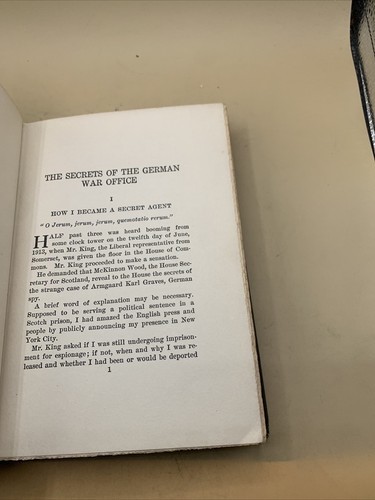 THE SECRETS OF THE GERMAN
WAR OFFICE
I
HOW I BECAME A SECRET AGENT
"O Jerum, jerum, jerum, quemutatio rerum."
HALF past three was heard booming from
some clock tower on the twelfth day of June,
1913, when Mr. King, the Liberal representative from
Somerset, was given the floor in the House of Com-
mons. Mr. King proceeded to make a sensation.
He demanded that McKinnon Wood, the House Sec-
retary for Scotland, reveal to the House the secrets of
the strange case of Armgaard Karl Graves, German
spy.
A brief word of explanation may be necessary.
Supposed to be serving a political sentence in a
Scotch prison, I had amazed the English press and
people by publicly announcing my presence in New
York City.
Mr. King asked if I was still undergoing imprison-
ment for espionage; if not, when and why I was re-
leased and whether I had been or would be deported
1